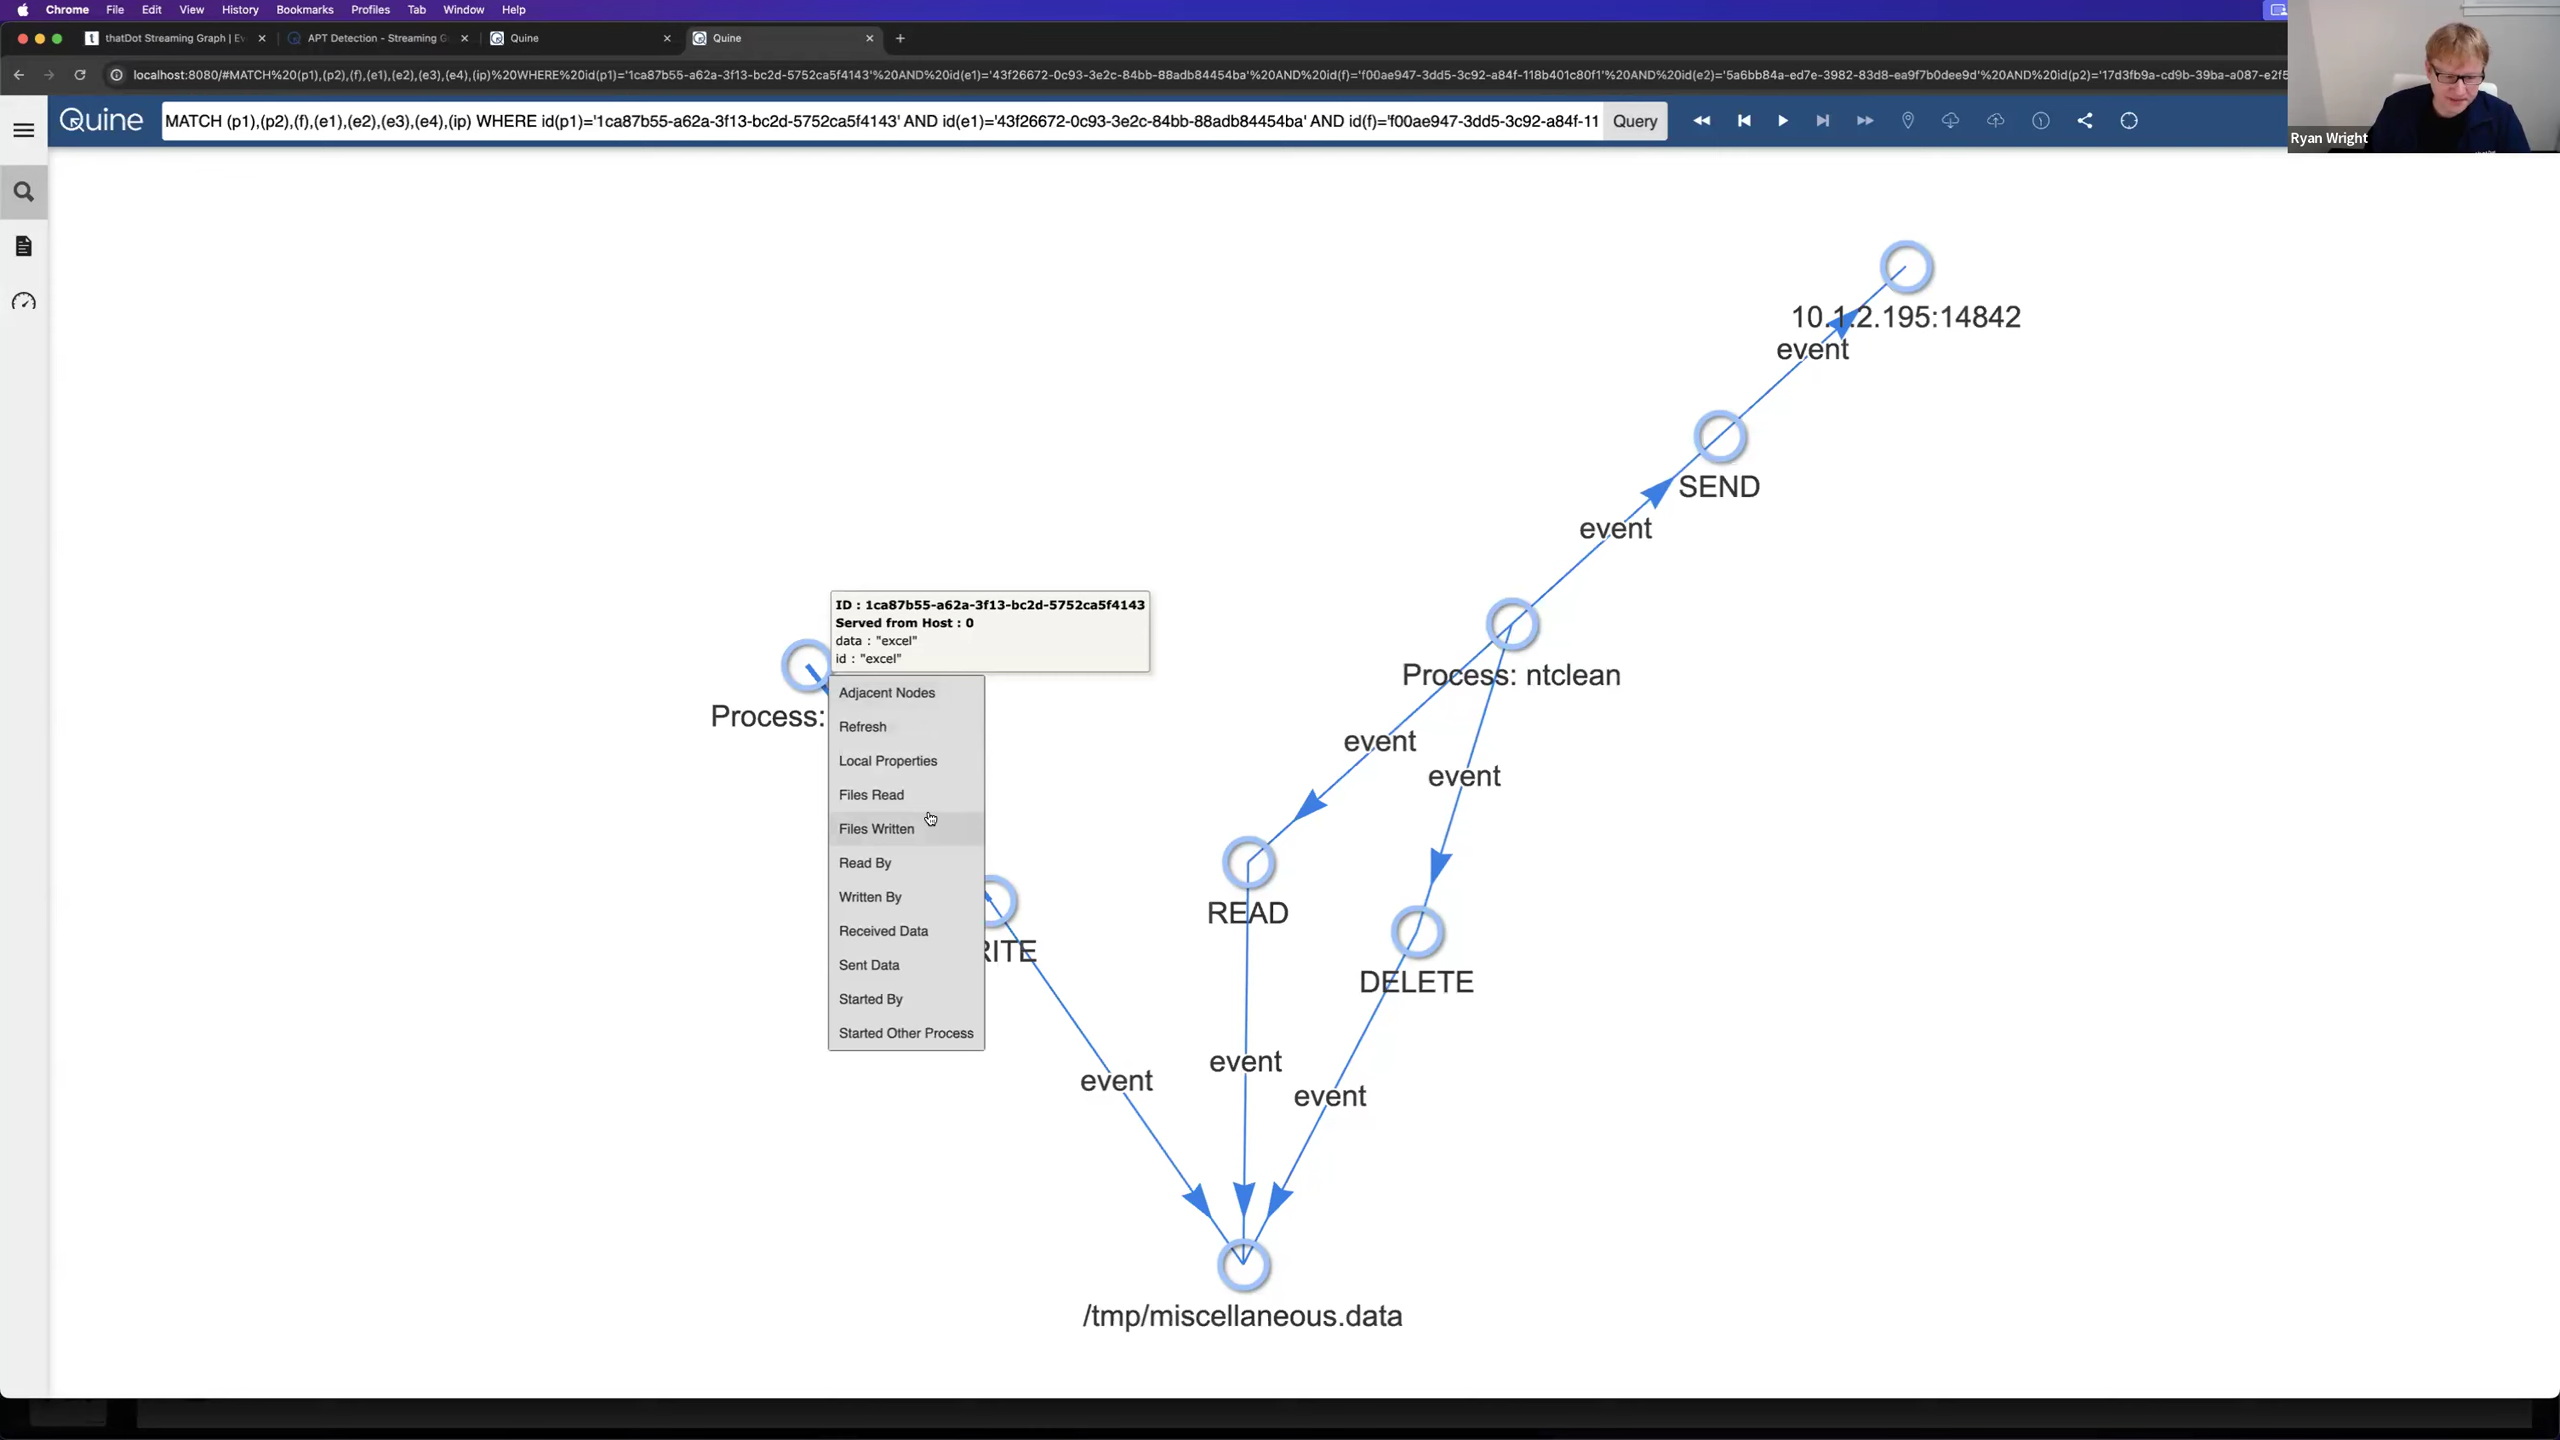 Chrome File Edit View History Bookmarks Profiles Tab Window Help
thatDot Streaming Graph | Ev
APT Detection - Streaming G
Quine
Quine
localhost:8080/#MATCH%20(p1),(p2),(f),(e1),(e2),(e3),(e4),(ip)%20WHERE%20id(p1)='1ca87b55-a62a-3f13-bc2d-5752ca5f4143'%20AND%20id(e1)='43f26672-0c93-3e2c-84bb-88adb84454ba'%20AND%20id(f)='f00ae947-3dd5-3c92-a84f-118b401c80f1'%20AND%20id(e2)='5a6bb84a-ed7e-3982-83d8-ea9f7b0dee9d'%20AND%20id(p2)='17d3fb9a-cd9b-39ba-a087-e2f5
Quine
MATCH (p1),(p2),(f),(e1),(e2),(e3),(e4),(ip) WHERE id(p1)='1ca87b55-a62a-3f13-bc2d-5752ca5f4143' AND id(e1)='43f26672-0c93-3e2c-84bb-88adb84454ba' AND id(f)='f00ae947-3dd5-3c92-a84f-11
Query
Ryan Wright
10.1.2.195:14842
event
SEND
event
ID : 1ca87b55-a62a-3f13-bc2d-5752ca5f4143
Served from Host : 0
data : "excel"
id : "excel"
Process:
Process: ntclean
Adjacent Nodes
Refresh
Local Properties
Files Read
Files Written
Read By
Written By
Received Data
Sent Data
Started By
Started Other Process
event
event
RITE
READ
DELETE
event
event
event
/tmp/miscellaneous.data